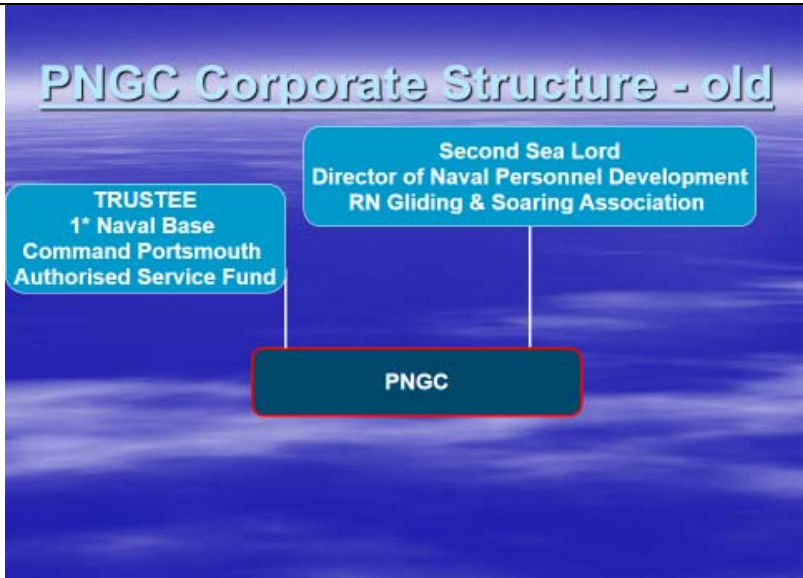 PNGC Corporate Structure - old
Second Sea Lord
Director of Naval Personnel Development
RN Gliding & Soaring Association
TRUSTEE
1* Naval Base
Command Portsmouth
Authorised Service Fund
PNGC